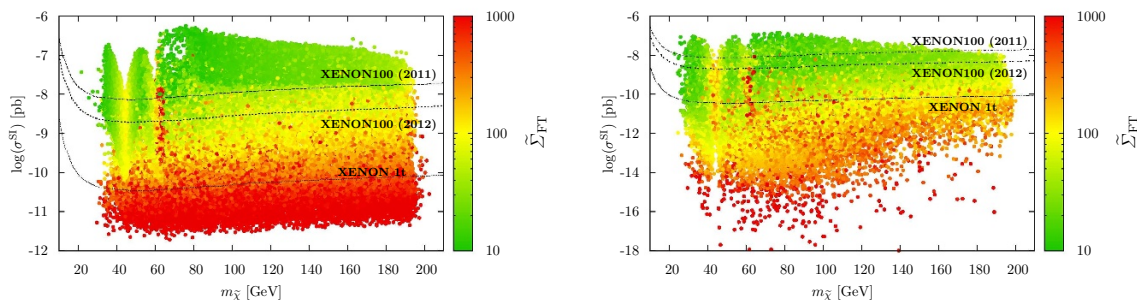 -6
-7
-8
-9
-10
-11
-12
log(σ^SI) [pb]
XENON100 (2011)
XENON100 (2012)
XENON 1t
20 40 60 80 100 120 140 160 180 200
m_χ̃ [GeV]
1000
100
10
Σ̃_FT
-6
-8
-10
-12
-14
-16
-18
log(σ^SI) [pb]
XENON100 (2011)
XENON100 (2012)
XENON 1t
20 40 60 80 100 120 140 160 180 200
m_χ̃ [GeV]
1000
100
10
Σ̃_FT